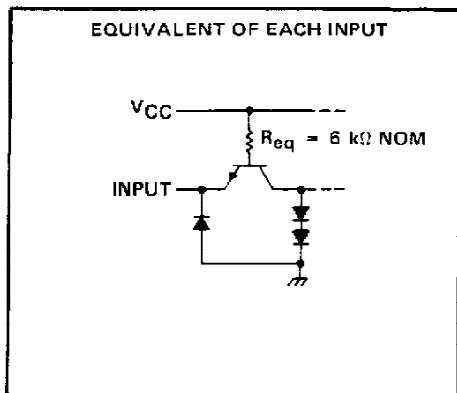 EQUIVALENT OF EACH INPUT
VCC
Req = 6 kΩ NOM
INPUT